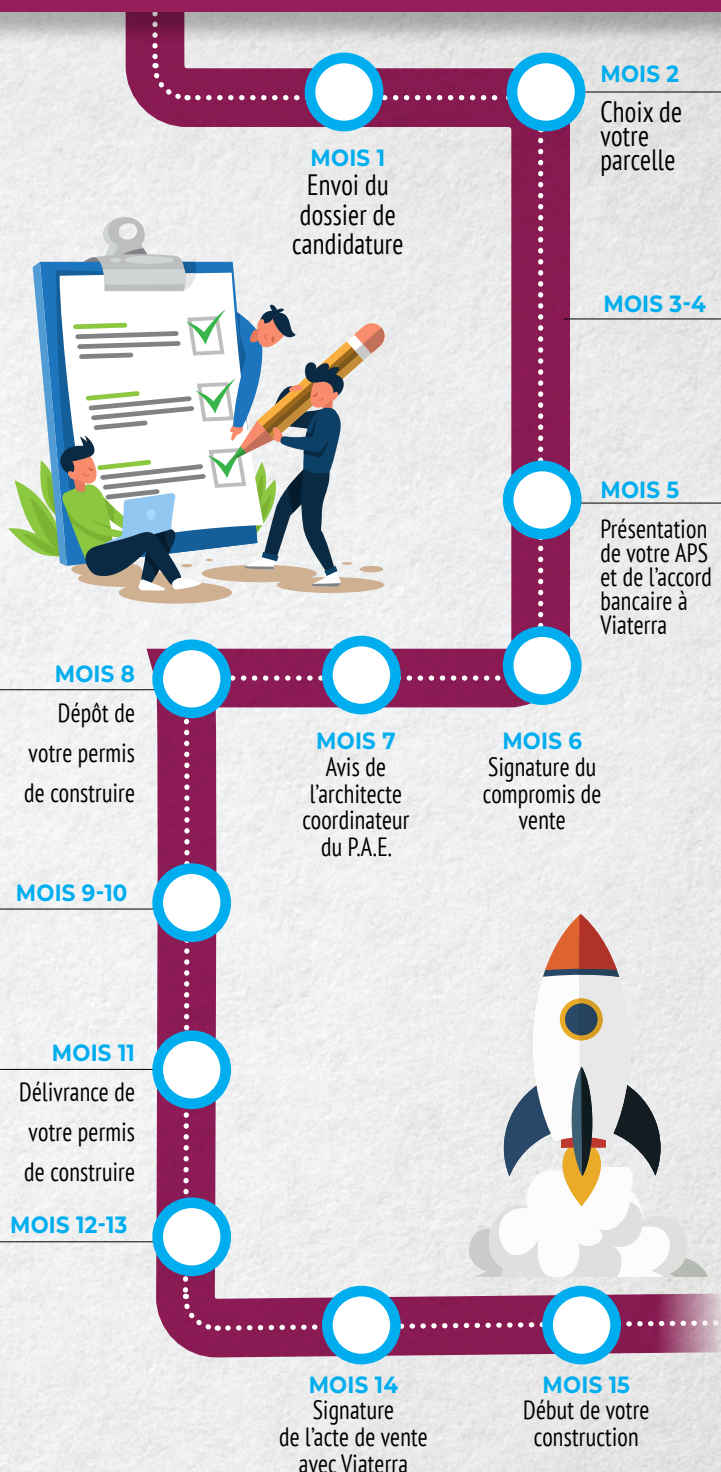 MOIS 1
Envoi du
dossier de
candidature
MOIS 2
Choix de
votre
parcelle
MOIS 3-4
MOIS 5
Présentation
de votre APS
et de l'accord
bancaire à
Viaterra
MOIS 6
Signature du
compromis de
vente
MOIS 7
Avis de
l'architecte
coordinateur
du P.A.E.
MOIS 8
Dépôt de
votre permis
de construire
MOIS 9-10
MOIS 11
Délivrance de
votre permis
de construire
MOIS 12-13
MOIS 14
Signature
de l'acte de vente
avec Viaterra
MOIS 15
Début de votre
construction